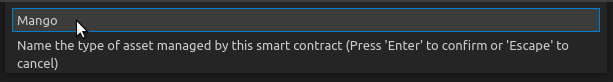 Mango
Name the type of asset managed by this smart contract (Press 'Enter' to confirm or 'Escape' to
cancel)